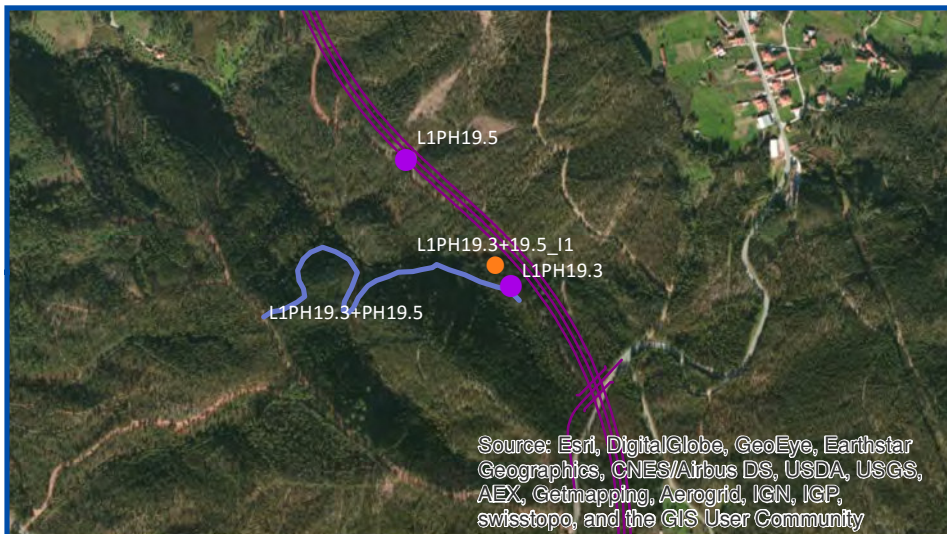 L1PH19.5
L1PH19.3+19.5_I1
L1PH19.3
L1PH19.3+PH19.5
Source: Esri, DigitalGlobe, GeoEye, Earthstar
Geographics, CNES/Airbus DS, USDA, USGS,
AEX, Getmapping, Aerogrid, IGN, IGP,
swisstopo, and the GIS User Community